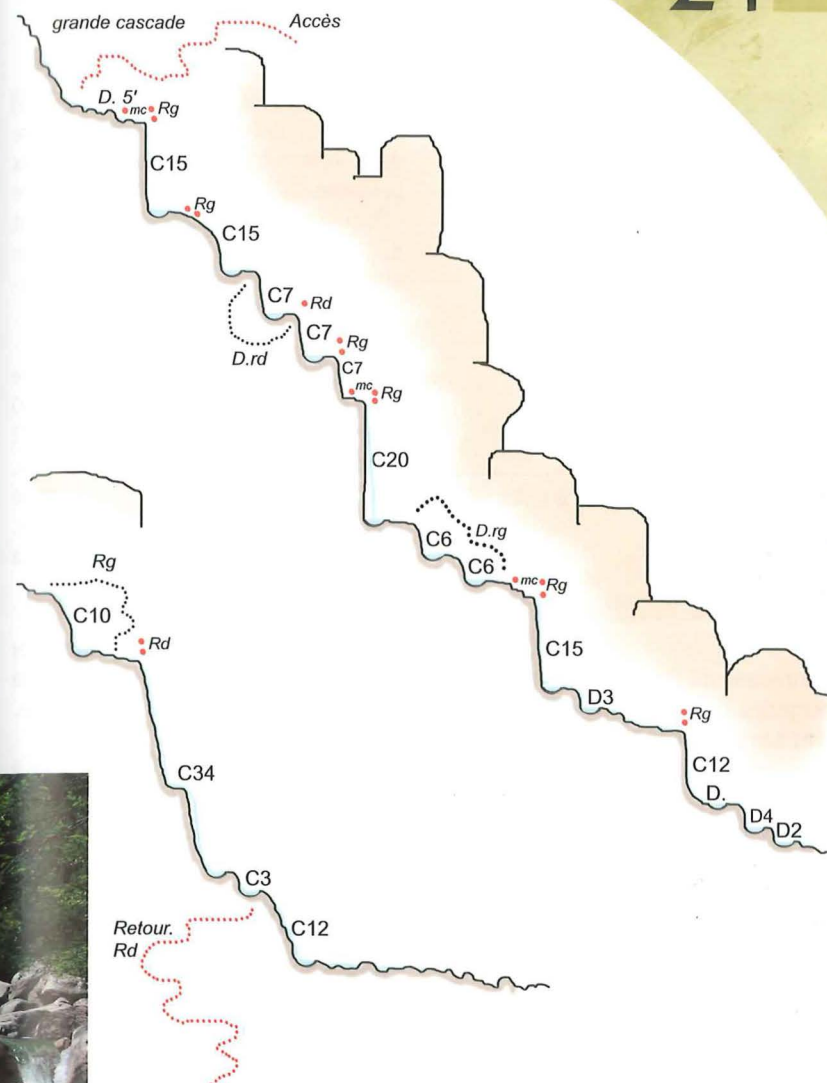 grande cascade
Accès
D. 5'
mc
Rg
C15
Rg
C15
C7
Rd
D.rd
C7
Rg
C7
mc
Rg
C20
D.rg
C6
C6
mc
Rg
C15
D3
Rg
C12
D.
D4
D2
Rg
C10
Rd
C34
C3
C12
Retour.
Rd